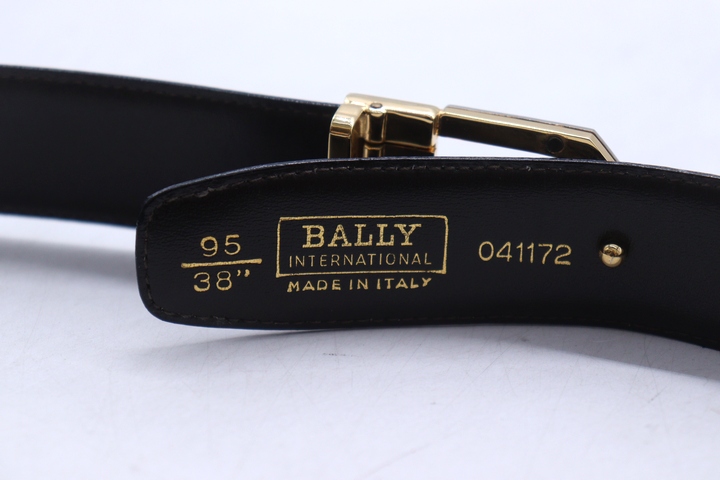 95
38"
BALLY
INTERNATIONAL
MADE IN ITALY
041172